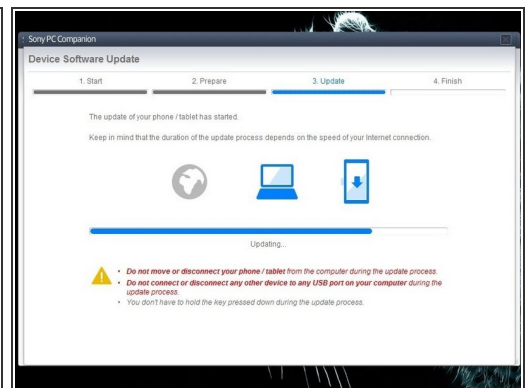 Sony PC Companion
Device Software Update
1. Start 2. Prepare 3. Update 4. Finish
The update of your phone / tablet has started.
Keep in mind that the duration of the update process depends on the speed of your Internet connection.
Updating...
• Do not move or disconnect your phone / tablet from the computer during the update process.
• Do not connect or disconnect any other device to any USB port on your computer during the
update process.
• You don't have to hold the key pressed down during the update process.